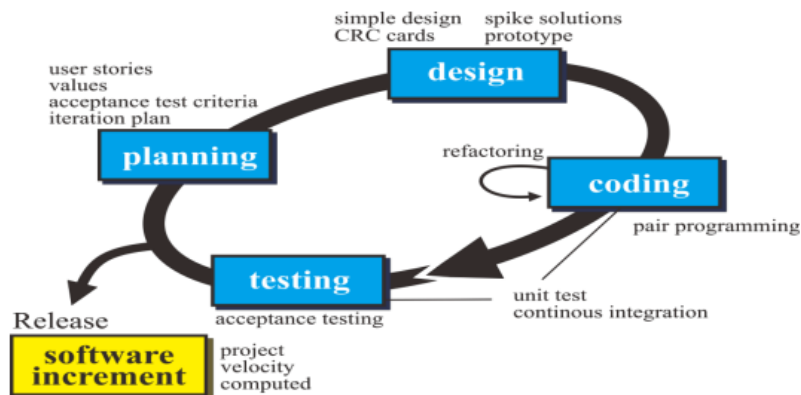 simple design
CRC cards
spike solutions
prototype
design
user stories
values
acceptance test criteria
iteration plan
planning
refactoring
coding
pair programming
testing
acceptance testing
unit test
continous integration
Release
software
increment
project
velocity
computed